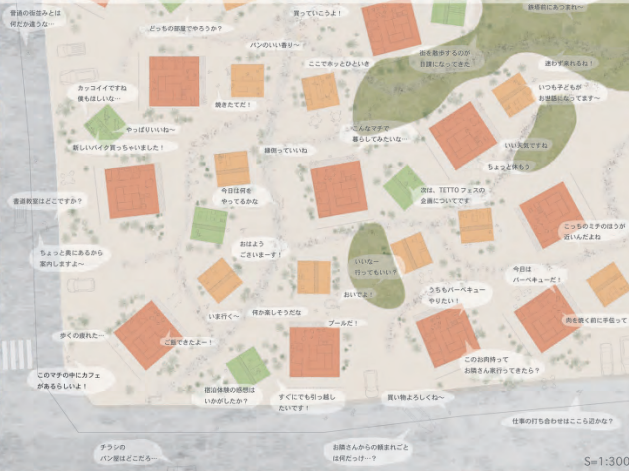 普通の街並みとは
何だか違うな…
どっちの部屋でやろうか？
買っていこうよ！
新座前にあつまれ〜
パンのいい香り〜
ここでホッとひといき
街を散歩するのが
日課になってきた
迷わず来れるね！
カッコイイですね
僕もほしいな…
焼きたてだ！
いつも子どもが
お世話になってます〜
やっぱりいいね〜
新しいバイク買っちゃいました！
こんなマチで
暮らしてみたいな…
縁側っていいね
いい天気ですね
ちょっと休もう
今日は何を
やってるかな
次は、TETTOフェスの
企画についてです
書道教室はどこですか？
こっちのミチのほうが
近いんだよね
おはよう
ございまーす！
ちょっと奥にあるから
案内しますよ〜
いいなー
行ってもいい？
今日は
バーベキューだ！
おいでよ！
うちもバーベキュー
やりたい！
いま行く〜
何か楽しそうだな
プールだ！
肉を焼く前に手伝って
歩くの疲れた…
ご飯できたよー！
このお肉持って
お隣さん家行ってきたら？
このマチの中にカフェ
があるらしいよ！
宿泊体験の感想は
いかがしたか？
すぐにでも引っ越し
たいです！
買い物よろしくね〜
仕事の打ち合わせはここら辺かな？
チラシの
パン屋はどこだろ…
お隣さんからの頼まれごと
は何だっけ…？
S=1:300